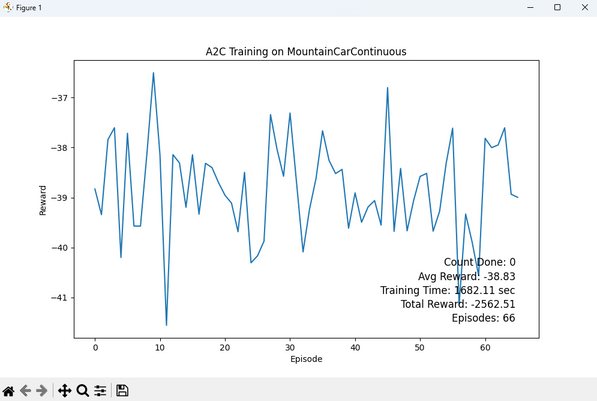 Figure 1
A2C Training on MountainCarContinuous
−37
−38
−39
−40
−41
Reward
Count Done: 0
Avg Reward: -38.83
Training Time: 1682.11 sec
Total Reward: -2562.51
Episodes: 66
0 10 20 30 40 50 60
Episode